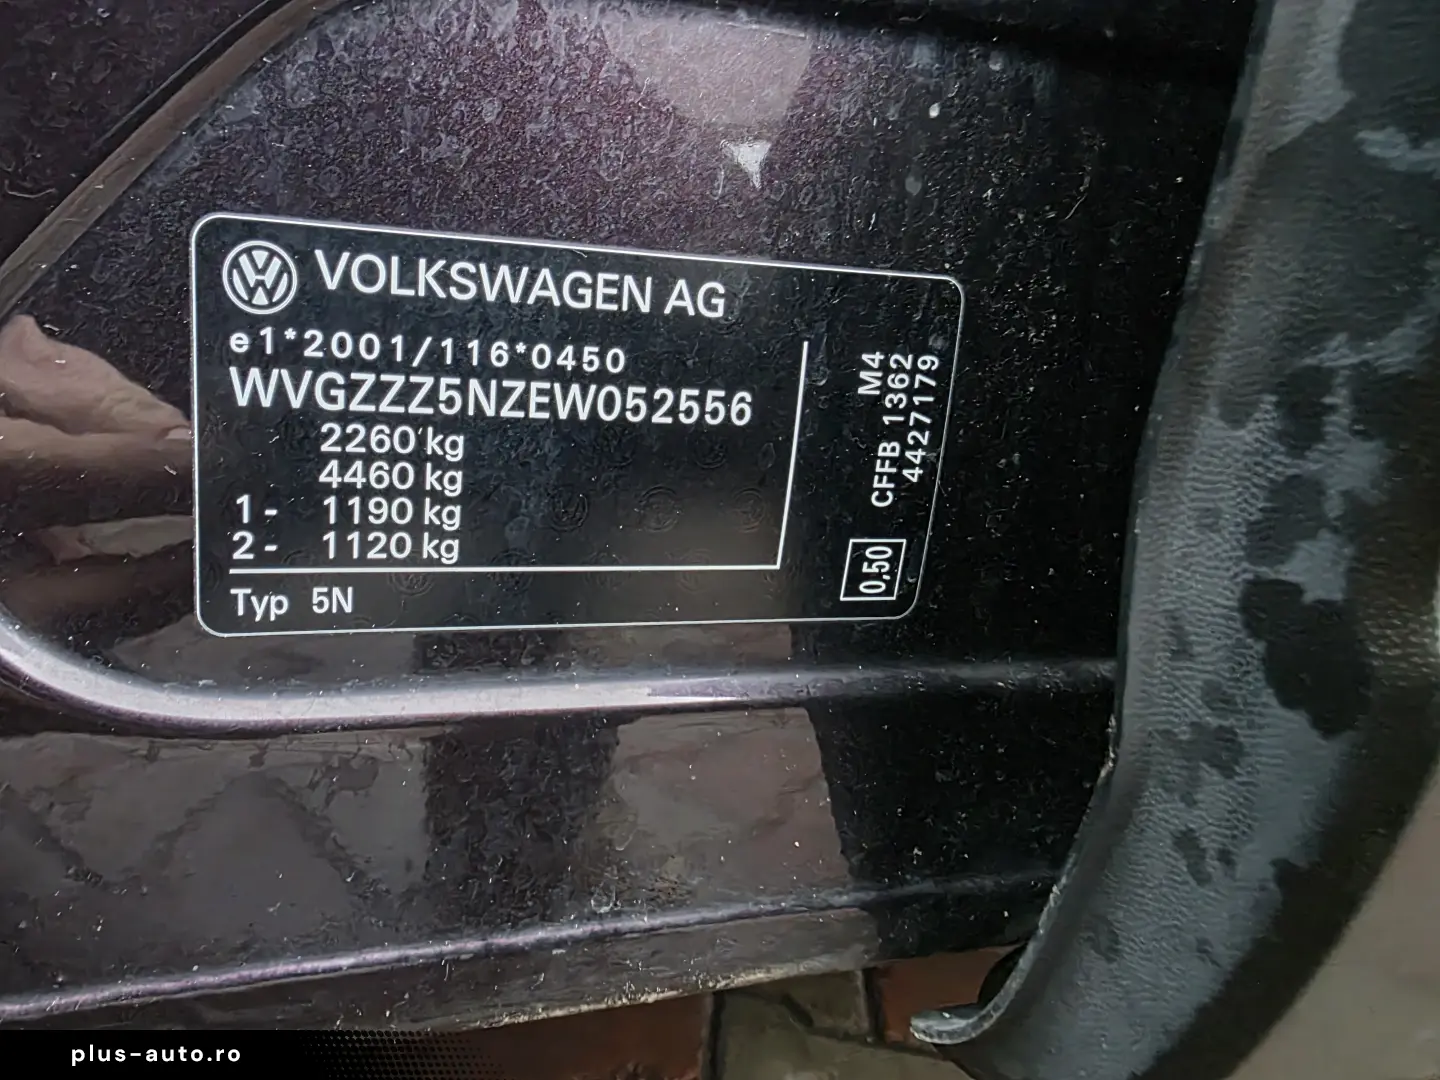 VOLKSWAGEN AG
e1*2001/116*0450
WVGZZZ5NZEW052556
2260 kg
4460 kg
1- 1190 kg
2- 1120 kg
Typ 5N
M4
CFFB 1362
4427179
0,50
plus-auto.ro